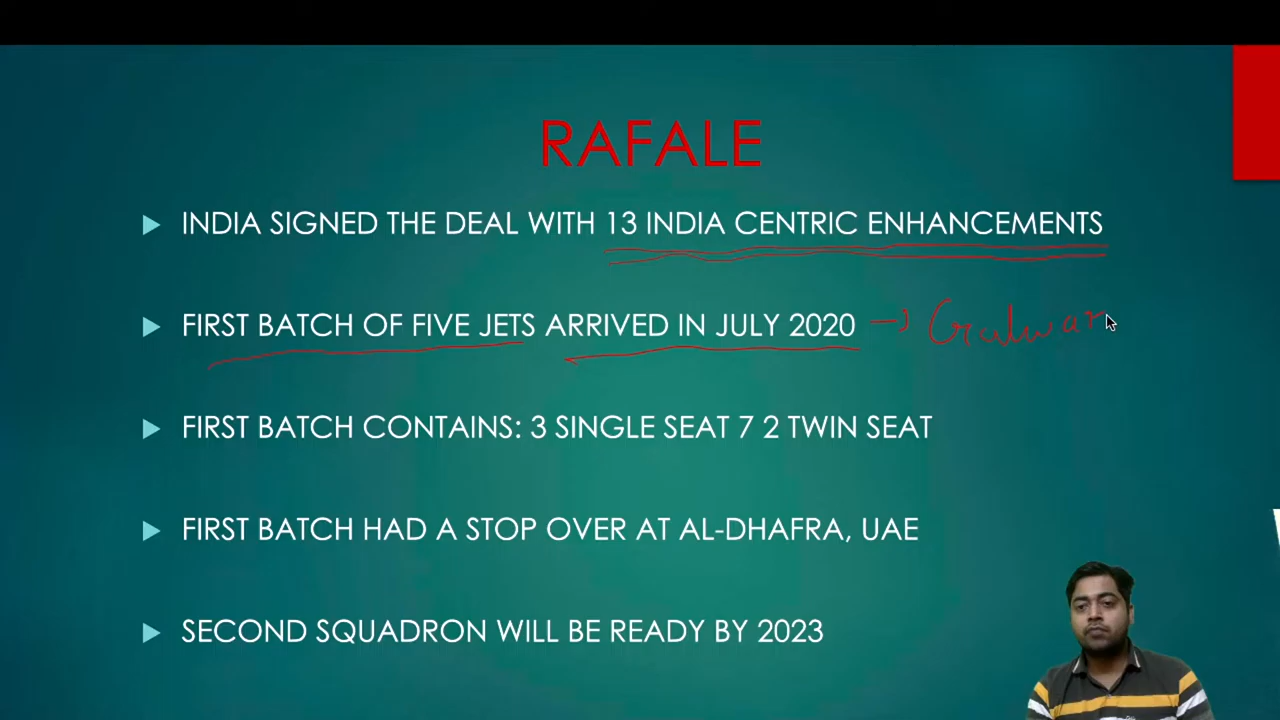 RAFALE
INDIA SIGNED THE DEAL WITH 13 INDIA CENTRIC ENHANCEMENTS
FIRST BATCH OF FIVE JETS ARRIVED IN JULY 2020 → Galwan
FIRST BATCH CONTAINS: 3 SINGLE SEAT 7 2 TWIN SEAT
FIRST BATCH HAD A STOP OVER AT AL-DHAFRA, UAE
SECOND SQUADRON WILL BE READY BY 2023